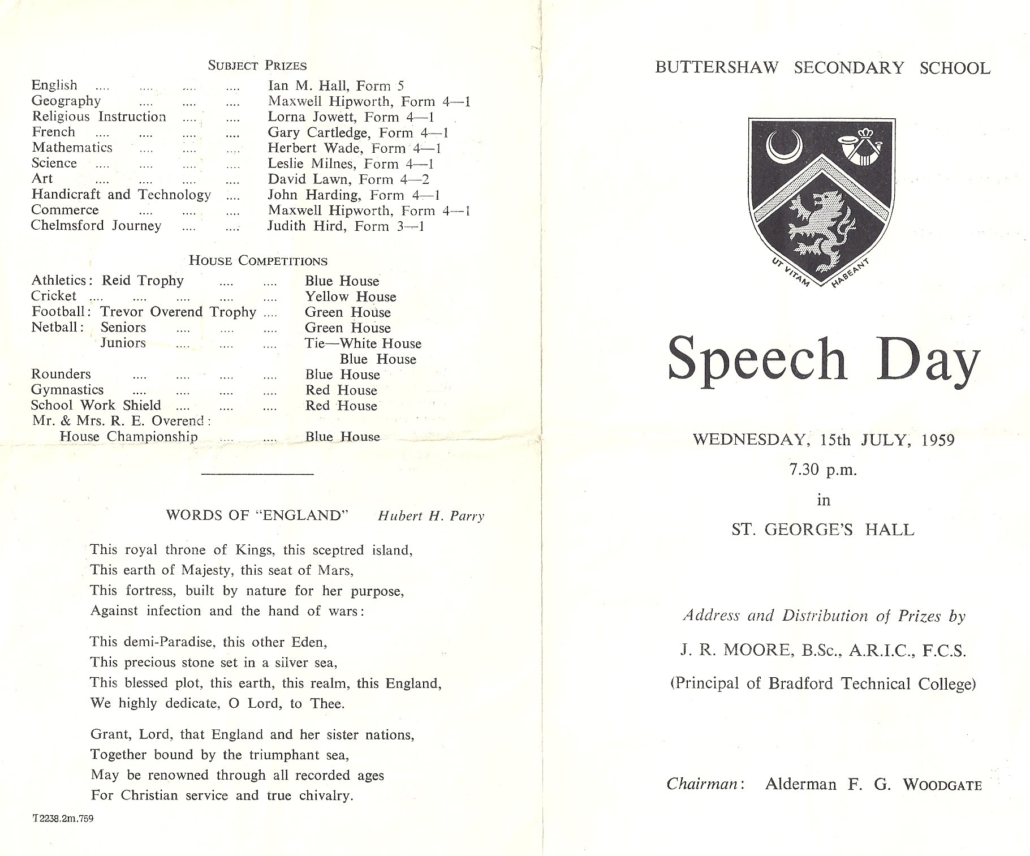 SUBJECT PRIZES
English .... .... .... .... Ian M. Hall, Form 5
Geography .... .... .... Maxwell Hipworth, Form 4—1
Religious Instruction .... .... Lorna Jowett, Form 4—1
French .... .... .... .... Gary Cartledge, Form 4—1
Mathematics .... .... .... Herbert Wade, Form 4—1
Science .... .... .... .... Leslie Milnes, Form 4—1
Art .... .... .... .... David Lawn, Form 4—2
Handicraft and Technology .... John Harding, Form 4—1
Commerce .... .... .... Maxwell Hipworth, Form 4—1
Chelmsford Journey .... .... Judith Hird, Form 3—1
HOUSE COMPETITIONS
Athletics: Reid Trophy .... .... Blue House
Cricket .... .... .... .... .... Yellow House
Football: Trevor Overend Trophy .... Green House
Netball: Seniors .... .... .... Green House
Juniors .... .... .... Tie—White House
Blue House
Rounders .... .... .... .... Blue House
Gymnastics .... .... .... .... Red House
School Work Shield .... .... .... Red House
Mr. & Mrs. R. E. Overend:
House Championship .... .... Blue House
WORDS OF "ENGLAND" Hubert H. Parry
This royal throne of Kings, this sceptred island,
This earth of Majesty, this seat of Mars,
This fortress, built by nature for her purpose,
Against infection and the hand of wars:
This demi-Paradise, this other Eden,
This precious stone set in a silver sea,
This blessed plot, this earth, this realm, this England,
We highly dedicate, O Lord, to Thee.
Grant, Lord, that England and her sister nations,
Together bound by the triumphant sea,
May be renowned through all recorded ages
For Christian service and true chivalry.
T2238.2m.759
BUTTERSHAW SECONDARY SCHOOL
UT VITAM HABEANT
Speech Day
WEDNESDAY, 15th JULY, 1959
7.30 p.m.
in
ST. GEORGE'S HALL
Address and Distribution of Prizes by
J. R. MOORE, B.Sc., A.R.I.C., F.C.S.
(Principal of Bradford Technical College)
Chairman: Alderman F. G. WOODGATE